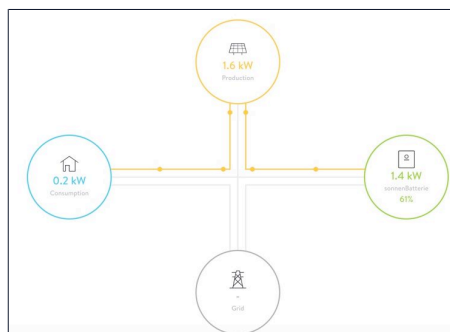 1.6 kW
Production
0.2 kW
Consumption
1.4 kW
sonnenBatterie
61%
-
Grid